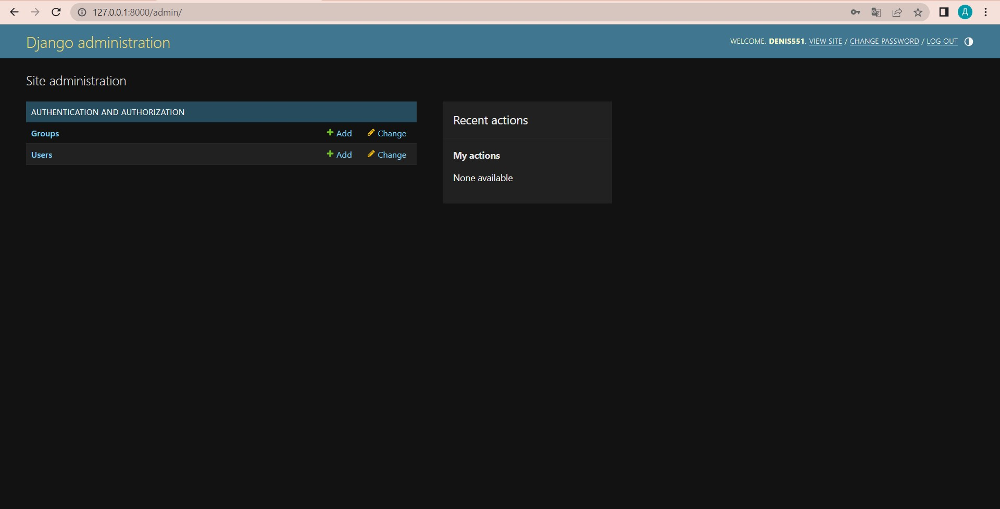 127.0.0.1:8000/admin/
Д
Django administration
WELCOME, DENIS551. VIEW SITE / CHANGE PASSWORD / LOG OUT
Site administration
AUTHENTICATION AND AUTHORIZATION
Groups Add Change
Users Add Change
Recent actions
My actions
None available